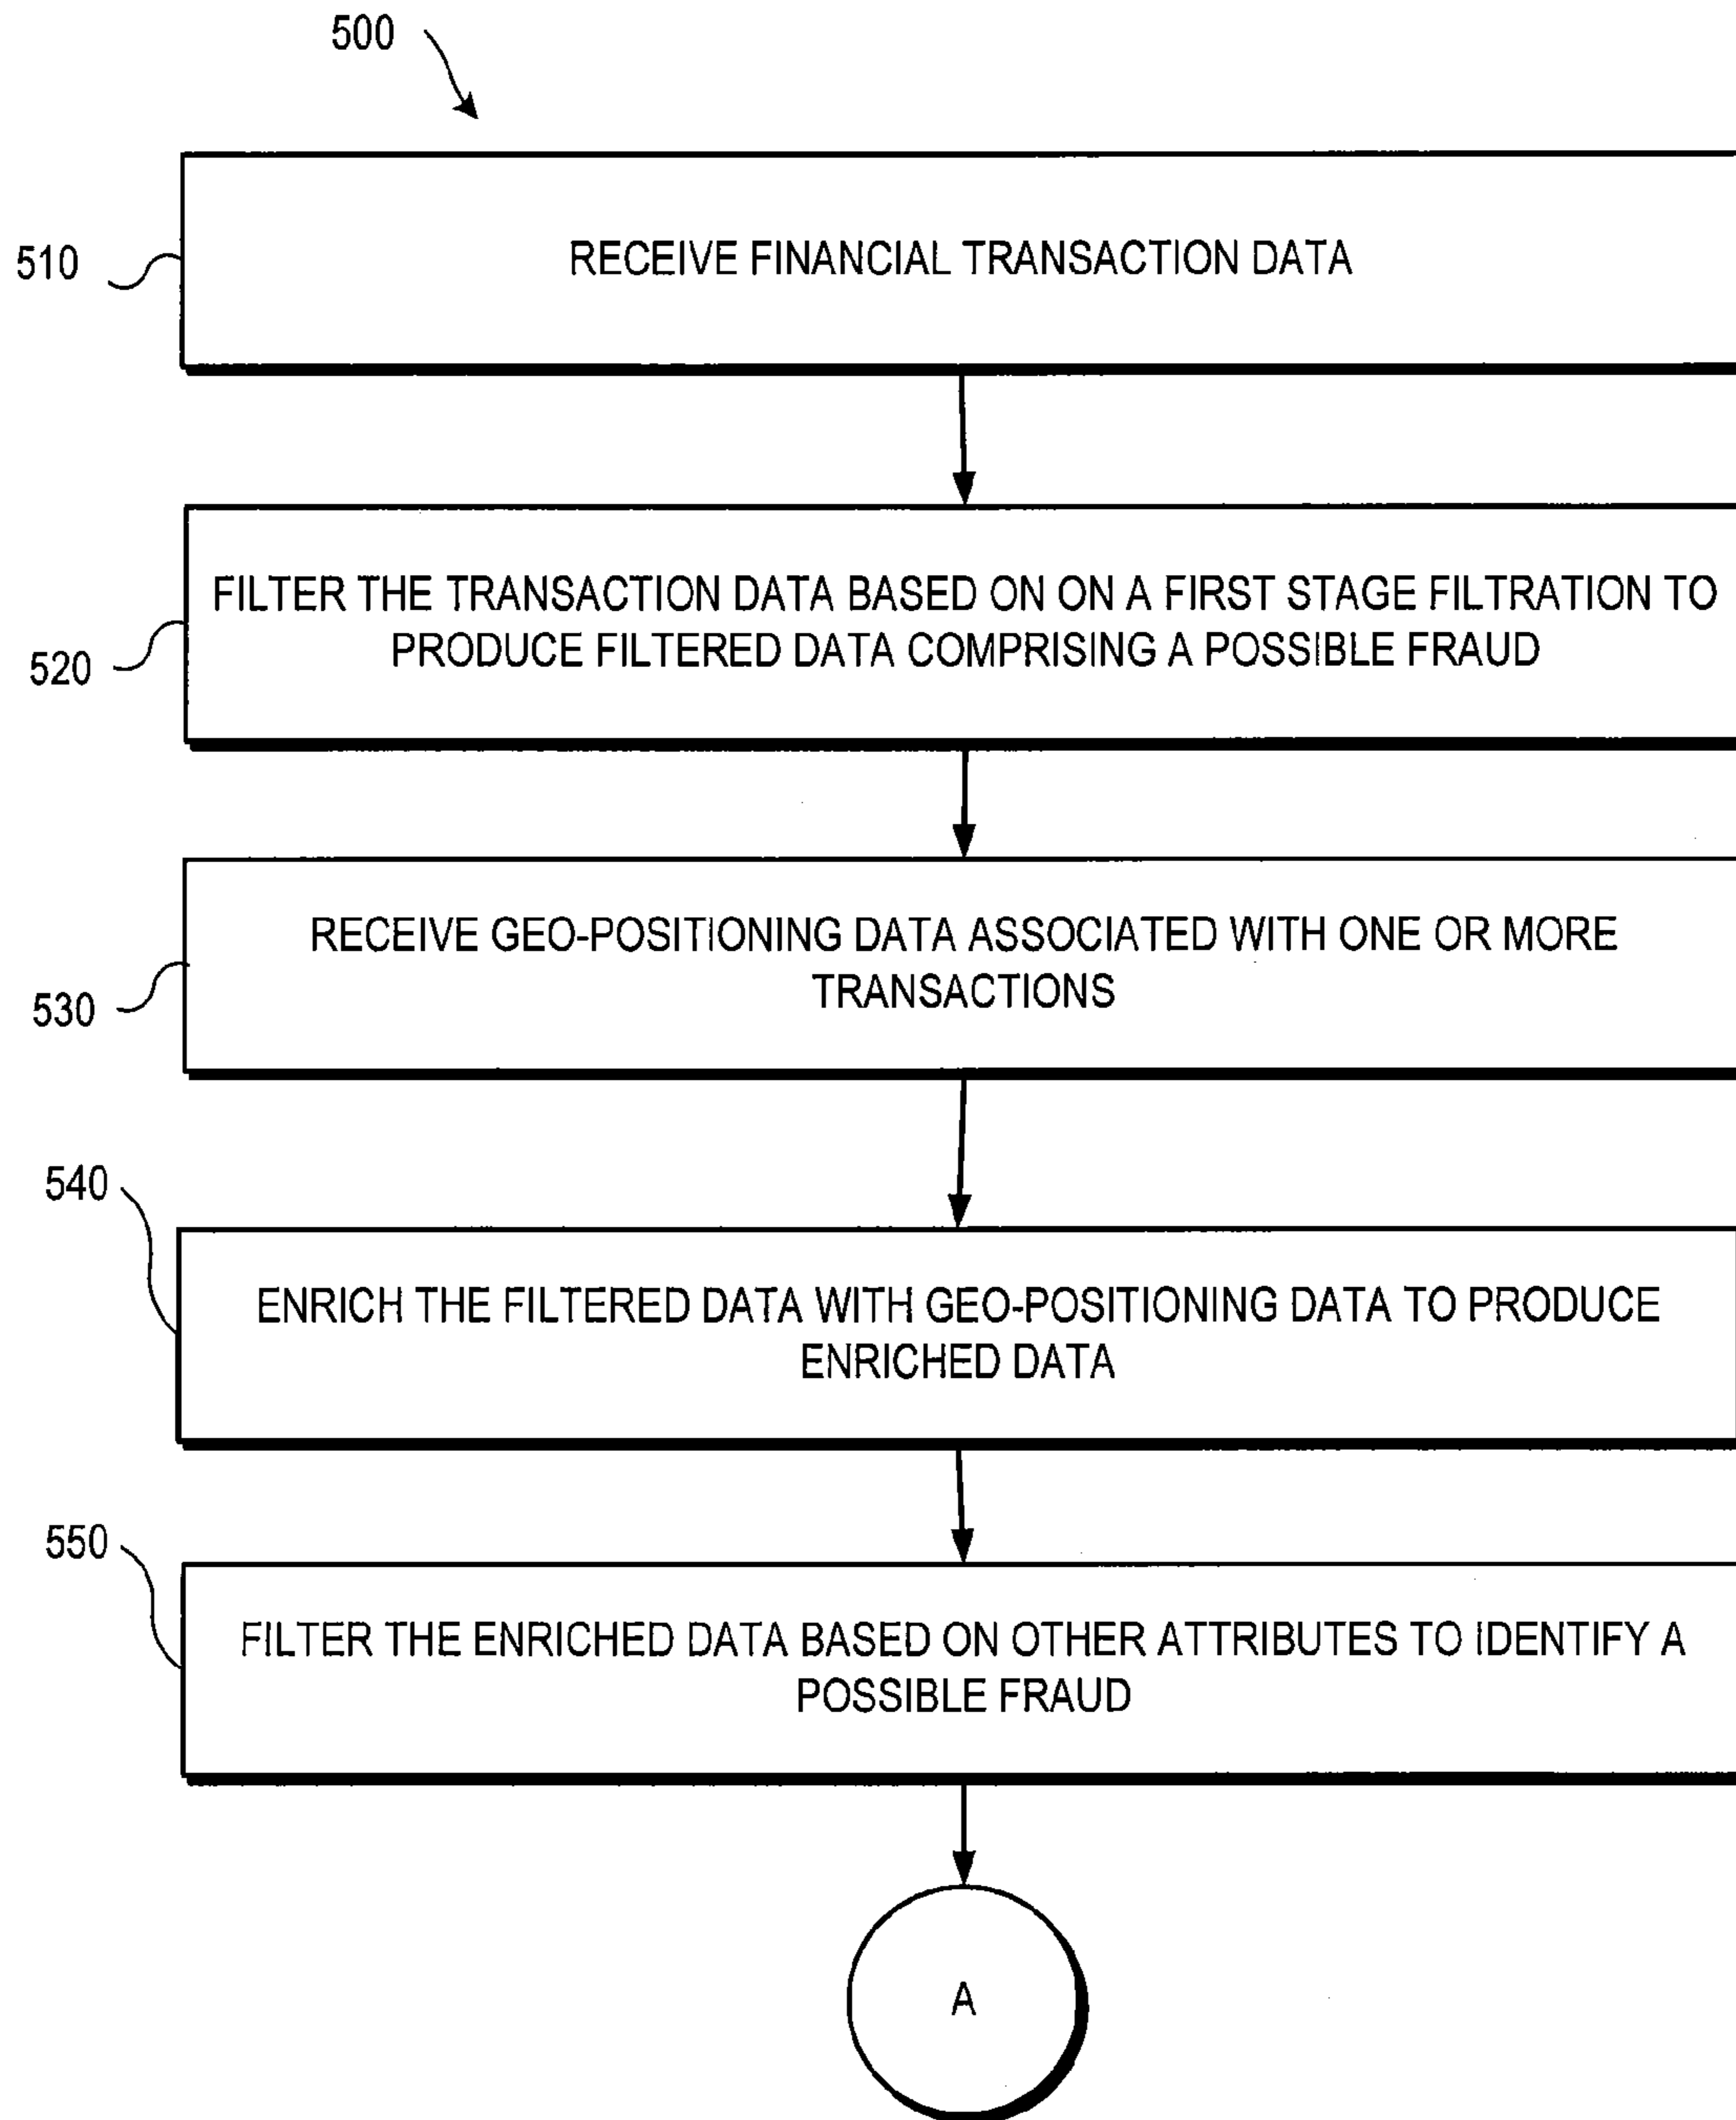 500
510
RECEIVE FINANCIAL TRANSACTION DATA
520
FILTER THE TRANSACTION DATA BASED ON ON A FIRST STAGE FILTRATION TO
PRODUCE FILTERED DATA COMPRISING A POSSIBLE FRAUD
530
RECEIVE GEO-POSITIONING DATA ASSOCIATED WITH ONE OR MORE
TRANSACTIONS
540
ENRICH THE FILTERED DATA WITH GEO-POSITIONING DATA TO PRODUCE
ENRICHED DATA
550
FILTER THE ENRICHED DATA BASED ON OTHER ATTRIBUTES TO IDENTIFY A
POSSIBLE FRAUD
A